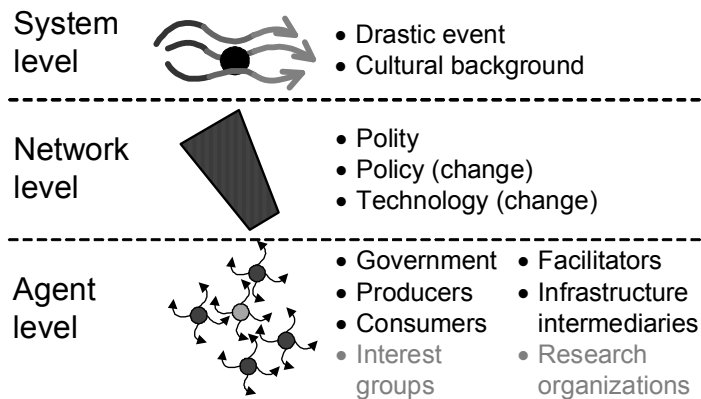 System
level
• Drastic event
• Cultural background
Network
level
• Polity
• Policy (change)
• Technology (change)
Agent
level
• Government
• Producers
• Consumers
• Interest
groups
• Facilitators
• Infrastructure
intermediaries
• Research
organizations